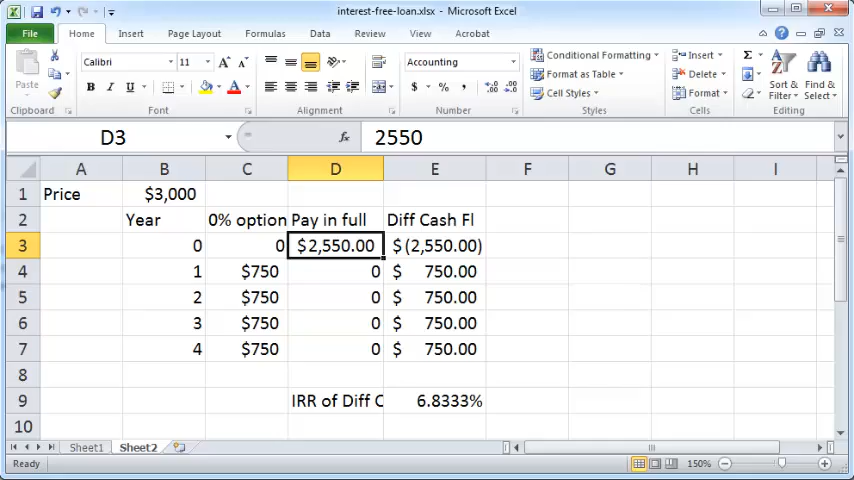 interest-free-loan.xlsx - Microsoft Excel
File Home Insert Page Layout Formulas Data Review View Acrobat
Paste Calibri 11 A A Accounting Conditional Formatting Insert Σ
B I U A $ % , .0 .00 .00 .0 Format as Table Delete Sort & Filter Find & Select
Cell Styles Format
Clipboard Font Alignment Number Styles Cells Editing
D3 = fx 2550
A B C D E F G H I
1 Price $3,000
2 Year 0% option Pay in full Diff Cash Fl
3 0 0 $2,550.00 $ (2,550.00)
4 1 $750 0 $ 750.00
5 2 $750 0 $ 750.00
6 3 $750 0 $ 750.00
7 4 $750 0 $ 750.00
8
9 IRR of Diff C 6.8333%
10
Sheet1 Sheet2
Ready 150%